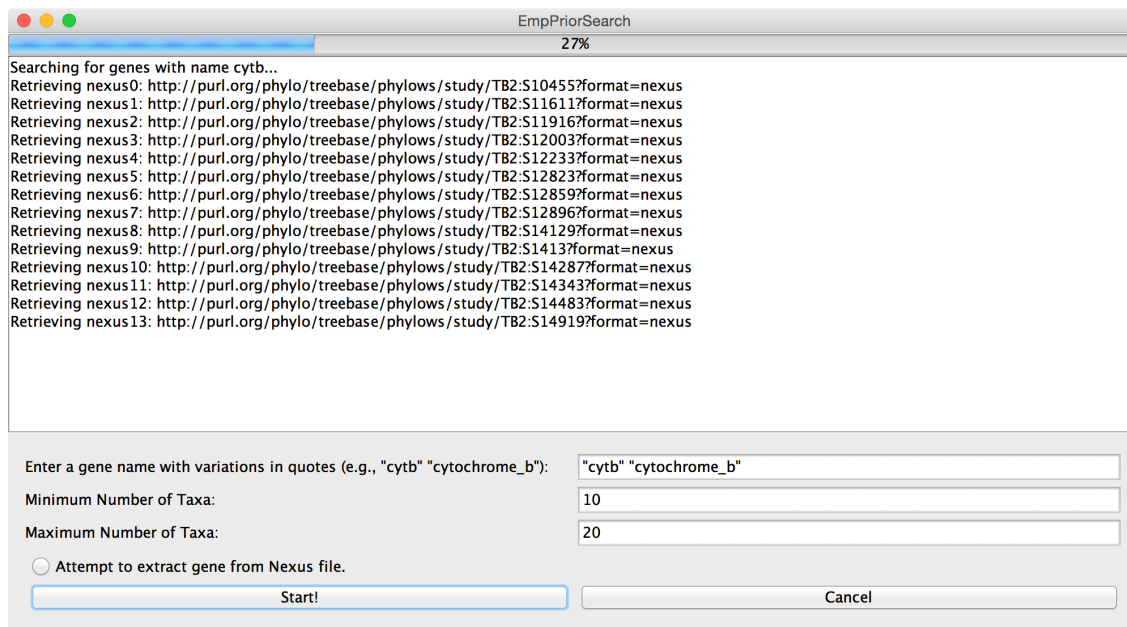 EmpPriorSearch
27%
Searching for genes with name cytb...
Retrieving nexus0: http://purl.org/phylo/treebase/phylows/study/TB2:S10455?format=nexus
Retrieving nexus1: http://purl.org/phylo/treebase/phylows/study/TB2:S11611?format=nexus
Retrieving nexus2: http://purl.org/phylo/treebase/phylows/study/TB2:S11916?format=nexus
Retrieving nexus3: http://purl.org/phylo/treebase/phylows/study/TB2:S12003?format=nexus
Retrieving nexus4: http://purl.org/phylo/treebase/phylows/study/TB2:S12233?format=nexus
Retrieving nexus5: http://purl.org/phylo/treebase/phylows/study/TB2:S12823?format=nexus
Retrieving nexus6: http://purl.org/phylo/treebase/phylows/study/TB2:S12859?format=nexus
Retrieving nexus7: http://purl.org/phylo/treebase/phylows/study/TB2:S12896?format=nexus
Retrieving nexus8: http://purl.org/phylo/treebase/phylows/study/TB2:S14129?format=nexus
Retrieving nexus9: http://purl.org/phylo/treebase/phylows/study/TB2:S1413?format=nexus
Retrieving nexus10: http://purl.org/phylo/treebase/phylows/study/TB2:S14287?format=nexus
Retrieving nexus11: http://purl.org/phylo/treebase/phylows/study/TB2:S14343?format=nexus
Retrieving nexus12: http://purl.org/phylo/treebase/phylows/study/TB2:S14483?format=nexus
Retrieving nexus13: http://purl.org/phylo/treebase/phylows/study/TB2:S14919?format=nexus
Enter a gene name with variations in quotes (e.g., "cytb" "cytochrome_b"): "cytb" "cytochrome_b"
Minimum Number of Taxa: 10
Maximum Number of Taxa: 20
Attempt to extract gene from Nexus file.
Start! Cancel